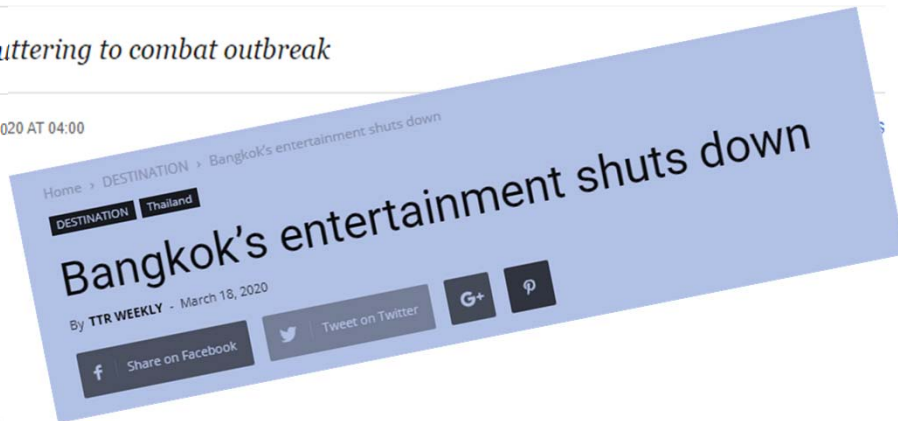 to combat outbreak
020 AT 04:00
Home › DESTINATION › Bangkok's entertainment shuts down
DESTINATION Thailand
Bangkok's entertainment shuts down
By TTR WEEKLY - March 18, 2020
f Share on Facebook Tweet on Twitter G+